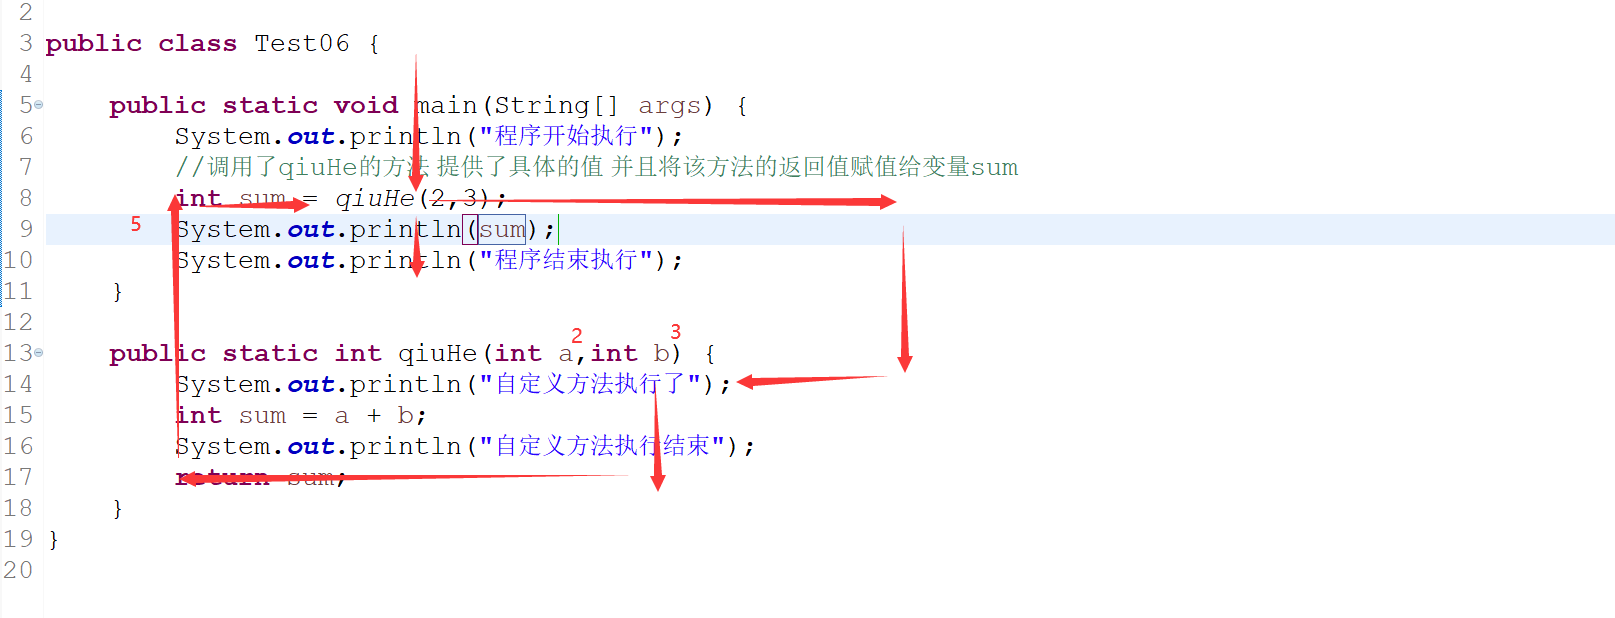 2
3 public class Test06 {
4
5 public static void main(String[] args) {
6 System.out.println("程序开始执行");
7 //调用了qiuHe的方法 提供了具体的值 并且将该方法的返回值赋值给变量sum
8 int sum = qiuHe(2,3);
5
9 System.out.println(sum);
10 System.out.println("程序结束执行");
11 }
12
2 3
13 public static int qiuHe(int a,int b) {
14 System.out.println("自定义方法执行了");
15 int sum = a + b;
16 System.out.println("自定义方法执行结束");
17 return sum;
18 }
19 }
20